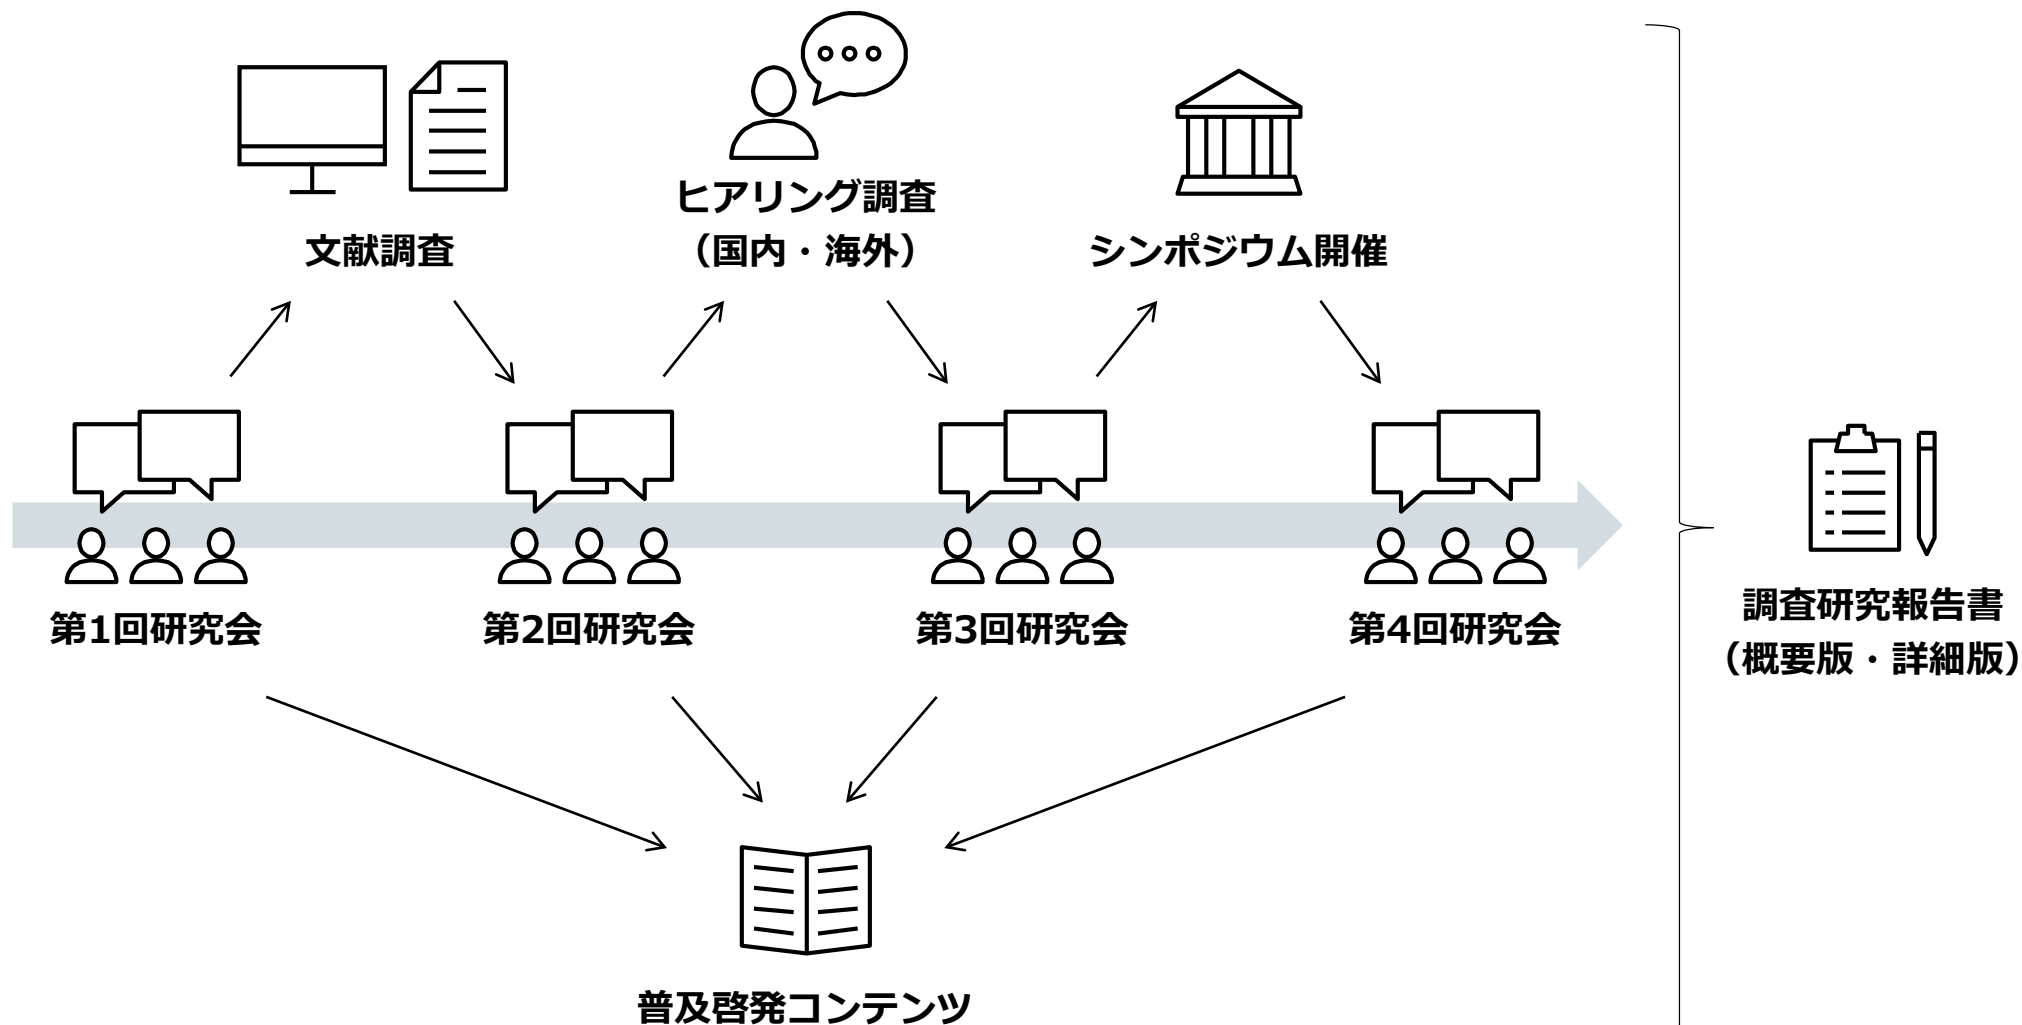 文献調査
ヒアリング調査
（国内・海外）
シンポジウム開催
第1回研究会
第2回研究会
第3回研究会
第4回研究会
調査研究報告書
（概要版・詳細版）
普及啓発コンテンツ